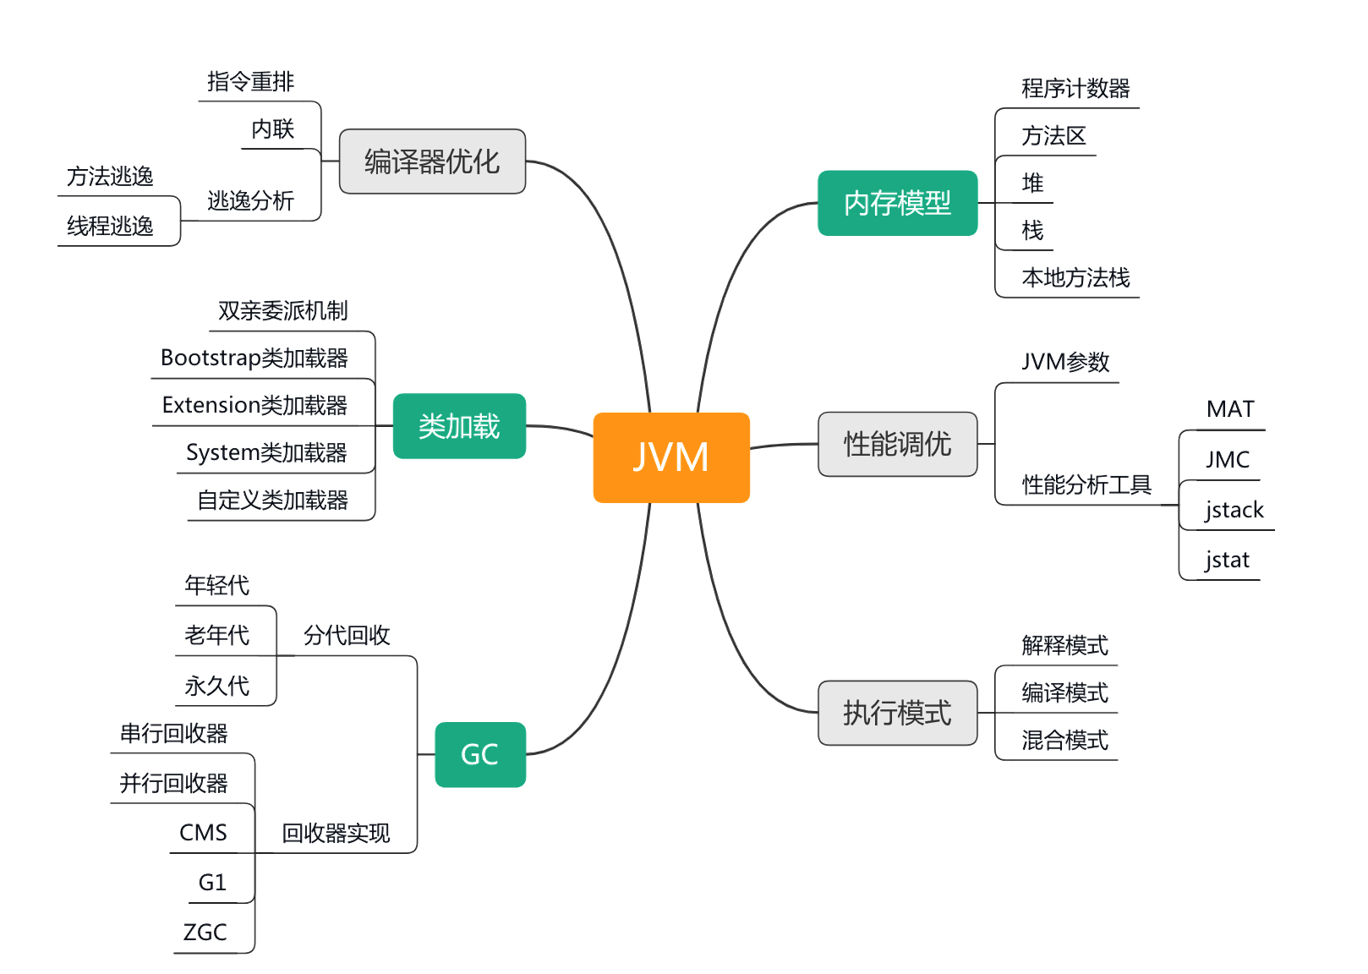 JVM
编译器优化
指令重排
内联
逃逸分析
方法逃逸
线程逃逸
类加载
双亲委派机制
Bootstrap类加载器
Extension类加载器
System类加载器
自定义类加载器
GC
分代回收
年轻代
老年代
永久代
回收器实现
串行回收器
并行回收器
CMS
G1
ZGC
内存模型
程序计数器
方法区
堆
栈
本地方法栈
性能调优
JVM参数
性能分析工具
MAT
JMC
jstack
jstat
执行模式
解释模式
编译模式
混合模式